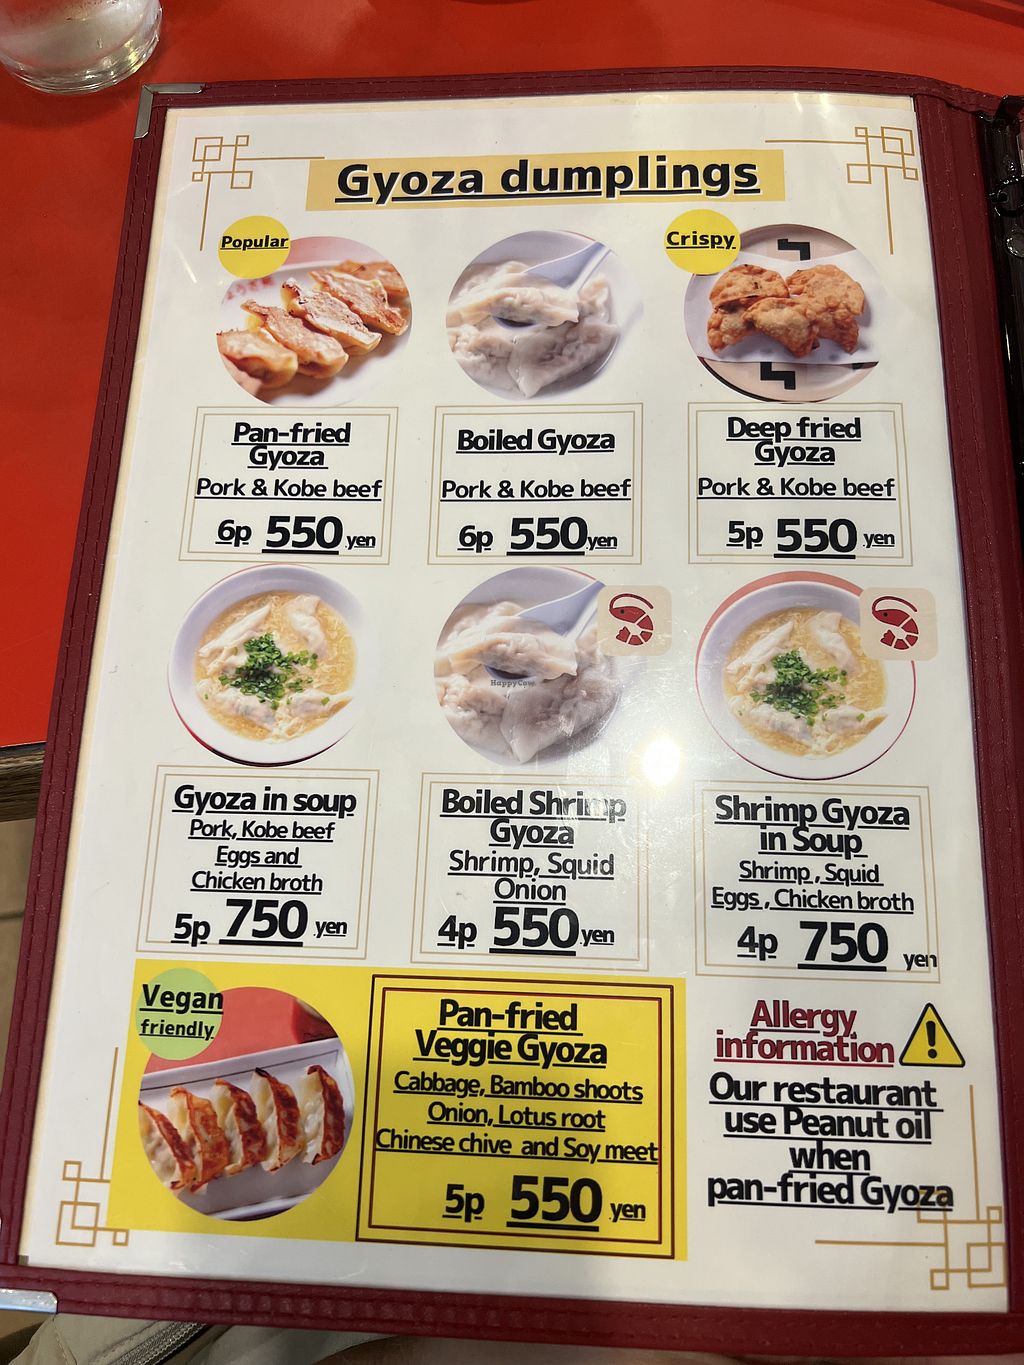 Gyoza dumplings
Popular
Crispy
Pan-fried
Gyoza
Pork & Kobe beef
6p 550 yen
Boiled Gyoza
Pork & Kobe beef
6p 550 yen
Deep fried
Gyoza
Pork & Kobe beef
5p 550 yen
Gyoza in soup
Pork, Kobe beef
Eggs and
Chicken broth
5p 750 yen
HappyCow
Boiled Shrimp
Gyoza
Shrimp, Squid
Onion
4p 550 yen
Shrimp Gyoza
in Soup
Shrimp , Squid
Eggs , Chicken broth
4p 750 yen
Vegan
friendly
Pan-fried
Veggie Gyoza
Cabbage, Bamboo shoots
Onion, Lotus root
Chinese chive and Soy meet
5p 550 yen
Allergy
information
Our restaurant
use Peanut oil
when
pan-fried Gyoza